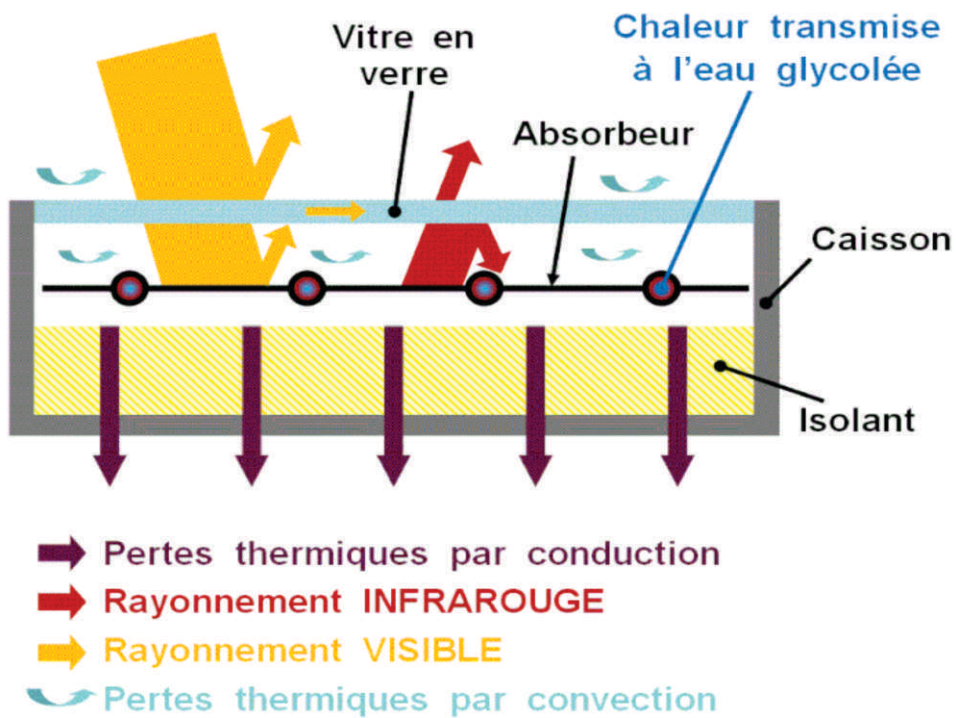 Vitre en
verre
Chaleur transmise
à l'eau glycolée
Absorbeur
Caisson
Isolant
Pertes thermiques par conduction
Rayonnement INFRAROUGE
Rayonnement VISIBLE
Pertes thermiques par convection